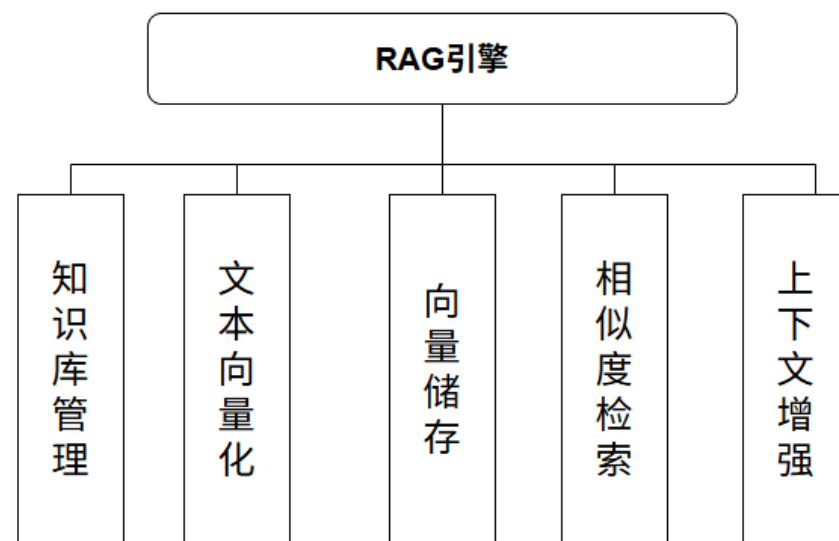 RAG引擎
知识库管理
文本向量化
向量储存
相似度检索
上下文增强